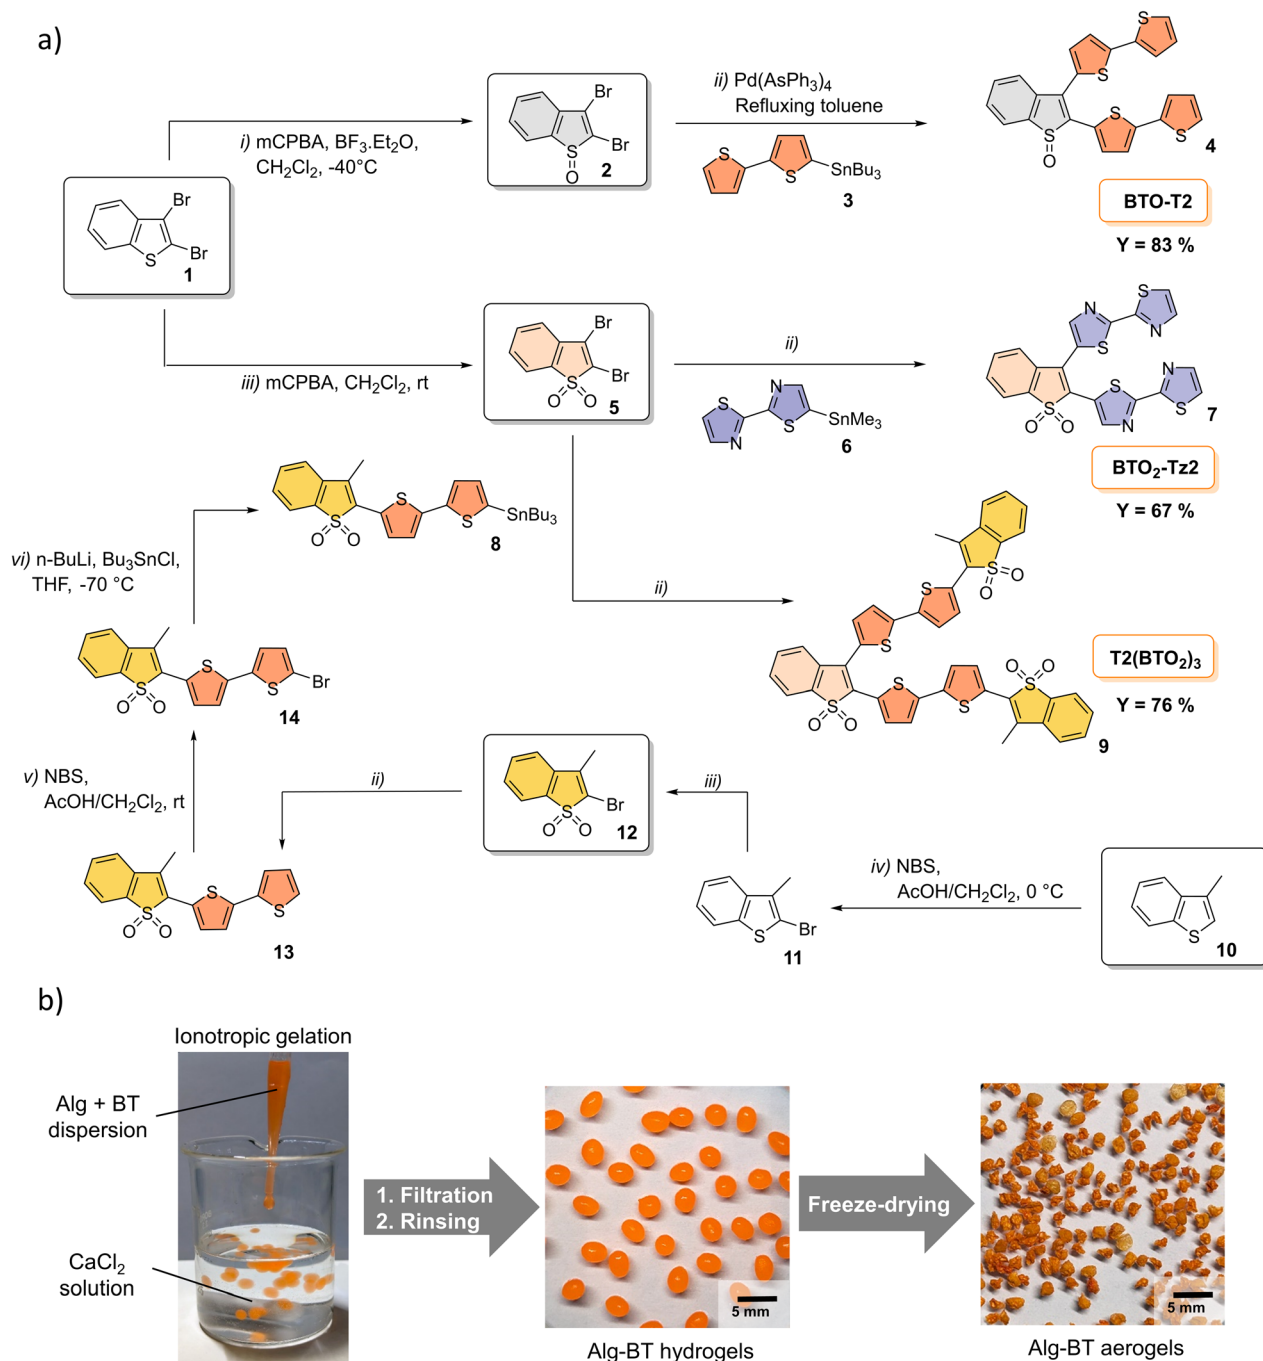 a)
Br
Br
S
O
2
i) mCPBA, BF₃.Et₂O,
CH₂Cl₂, -40°C
ii) Pd(AsPh₃)₄
Refluxing toluene
S
S
SnBu₃
3
S
S
S
S
S
O
4
BTO-T2
Y = 83 %
Br
Br
S
1
iii) mCPBA, CH₂Cl₂, rt
Br
Br
S
O
O
5
ii)
N
S
S
N
SnMe₃
6
S
N
N
S
S
N
N
S
S
O
O
7
BTO₂-Tz2
Y = 67 %
S
S
S
O
O
SnBu₃
8
vi) n-BuLi, Bu₃SnCl,
THF, -70 °C
ii)
S
O
O
S
S
S
S
S
O
O
O
O
S
9
T2(BTO₂)₃
Y = 76 %
S
S
S
O
O
Br
14
v) NBS,
AcOH/CH₂Cl₂, rt
ii)
Br
S
O
O
12
iii)
S
S
S
O
O
13
Br
S
11
iv) NBS,
AcOH/CH₂Cl₂, 0 °C
S
10
b)
Ionotropic gelation
Alg + BT
dispersion
CaCl₂
solution
1. Filtration
2. Rinsing
5 mm
Alg-BT hydrogels
Freeze-drying
5 mm
Alg-BT aerogels